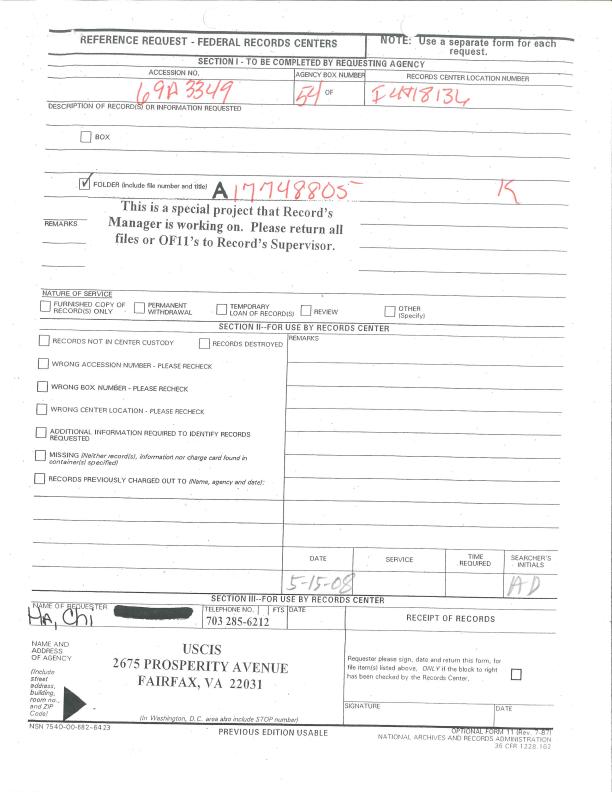 REFERENCE REQUEST - FEDERAL RECORDS CENTERS
NOTE: Use a separate form for each request.
SECTION I - TO BE COMPLETED BY REQUESTING AGENCY
ACCESSION NO.
69A3349
AGENCY BOX NUMBER
54 OF
RECORDS CENTER LOCATION NUMBER
DESCRIPTION OF RECORD(S) OR INFORMATION REQUESTED
BOX
FOLDER (Include file number and title) A17748805 K
This is a special project that Record's
Manager is working on. Please return all
files or OF11's to Record's Supervisor.
REMARKS
NATURE OF SERVICE
FURNISHED COPY OF RECORD(S) ONLY
PERMANENT WITHDRAWAL
TEMPORARY LOAN OF RECORD(S)
REVIEW
OTHER (Specify)
SECTION II--FOR USE BY RECORDS CENTER
RECORDS NOT IN CENTER CUSTODY
RECORDS DESTROYED
REMARKS
WRONG ACCESSION NUMBER - PLEASE RECHECK
WRONG BOX NUMBER - PLEASE RECHECK
WRONG CENTER LOCATION - PLEASE RECHECK
ADDITIONAL INFORMATION REQUIRED TO IDENTIFY RECORDS
REQUESTED
MISSING (Neither record(s), information nor charge card found in
container(s) specified)
RECORDS PREVIOUSLY CHARGED OUT TO (Name, agency and date):
DATE
SERVICE
TIME REQUIRED
SEARCHER'S INITIALS
5-15-08
AD
SECTION III--FOR USE BY RECORDS CENTER
NAME OF REQUESTER
Ha, Chi
TELEPHONE NO. FTS
703 285-6212
DATE
RECEIPT OF RECORDS
NAME AND
ADDRESS
OF AGENCY
(Include
street
address,
building,
room no.,
and ZIP
Code)
USCIS
2675 PROSPERITY AVENUE
FAIRFAX, VA 22031
(In Washington, D.C. area also include STOP number)
Requester please sign, date and return this form, for
file item(s) listed above, ONLY if the block to right
has been checked by the Records Center.
SIGNATURE
DATE
NSN 7540-00-682-6423
PREVIOUS EDITION USABLE
OPTIONAL FORM 11 (Rev. 7-87)
NATIONAL ARCHIVES AND RECORDS ADMINISTRATION
36 CFR 1228.162